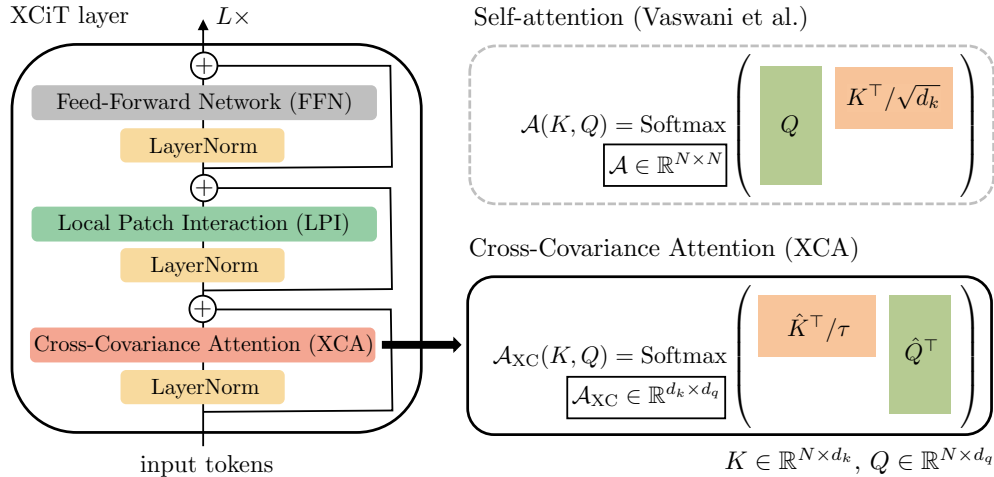 XCiT layer
L×
+
Feed-Forward Network (FFN)
LayerNorm
+
Local Patch Interaction (LPI)
LayerNorm
+
Cross-Covariance Attention (XCA)
LayerNorm
input tokens
Self-attention (Vaswani et al.)
𝒜(K, Q) = Softmax ( Q K⊤/√dₖ )
𝒜 ∈ ℝ^{N×N}
Cross-Covariance Attention (XCA)
𝒜_XC(K, Q) = Softmax ( K̂⊤/τ Q̂⊤ )
𝒜_XC ∈ ℝ^{d_k×d_q}
K ∈ ℝ^{N×d_k}, Q ∈ ℝ^{N×d_q}